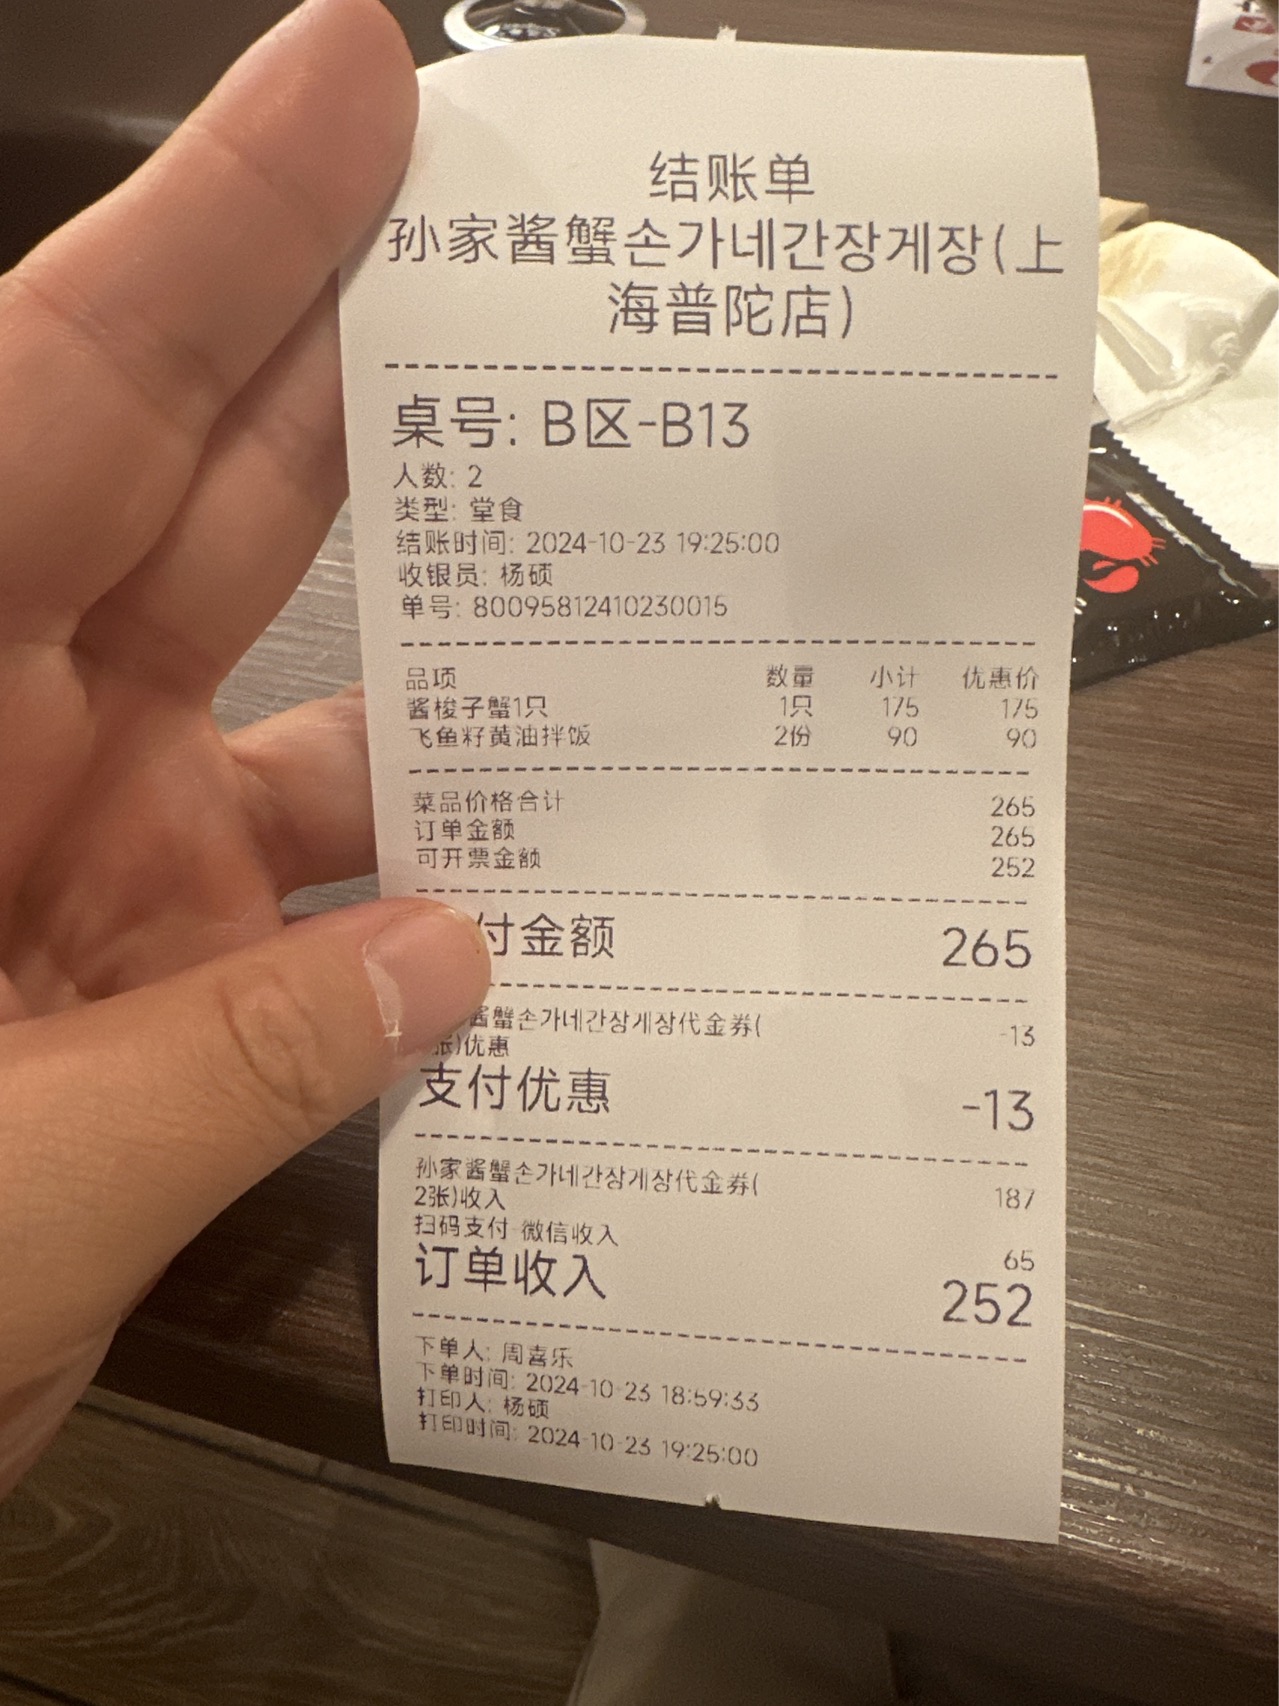 结账单
孙家酱蟹손가네간장게장(上
海普陀店)
桌号: B区-B13
人数: 2
类型: 堂食
结账时间: 2024-10-23 19:25:00
收银员: 杨硕
单号: 80095812410230015
品项 数量 小计 优惠价
酱梭子蟹1只 1只 175 175
飞鱼籽黄油拌饭 2份 90 90
菜品价格合计 265
订单金额 265
可开票金额 252
付金额 265
酱蟹손가네간장게장代金券( -13
张)优惠
支付优惠 -13
孙家酱蟹손가네간장게장代金券( 187
2张)收入
扫码支付-微信收入 65
订单收入 252
下单人: 周喜乐
下单时间: 2024-10-23 18:59:33
打印人: 杨硕
打印时间: 2024-10-23 19:25:00